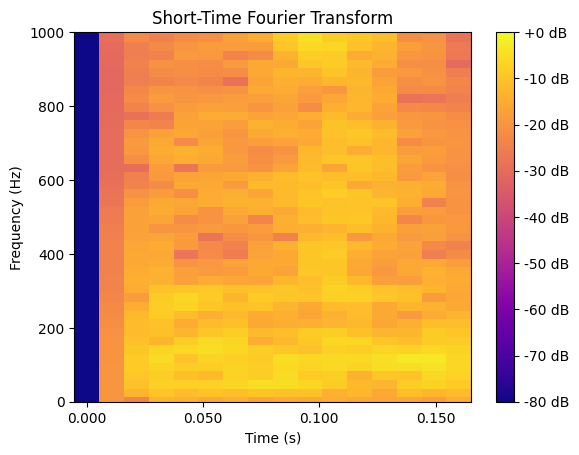 Short-Time Fourier Transform
1000
800
600
400
200
0
Frequency (Hz)
0.000
0.050
0.100
0.150
Time (s)
+0 dB
-10 dB
-20 dB
-30 dB
-40 dB
-50 dB
-60 dB
-70 dB
-80 dB